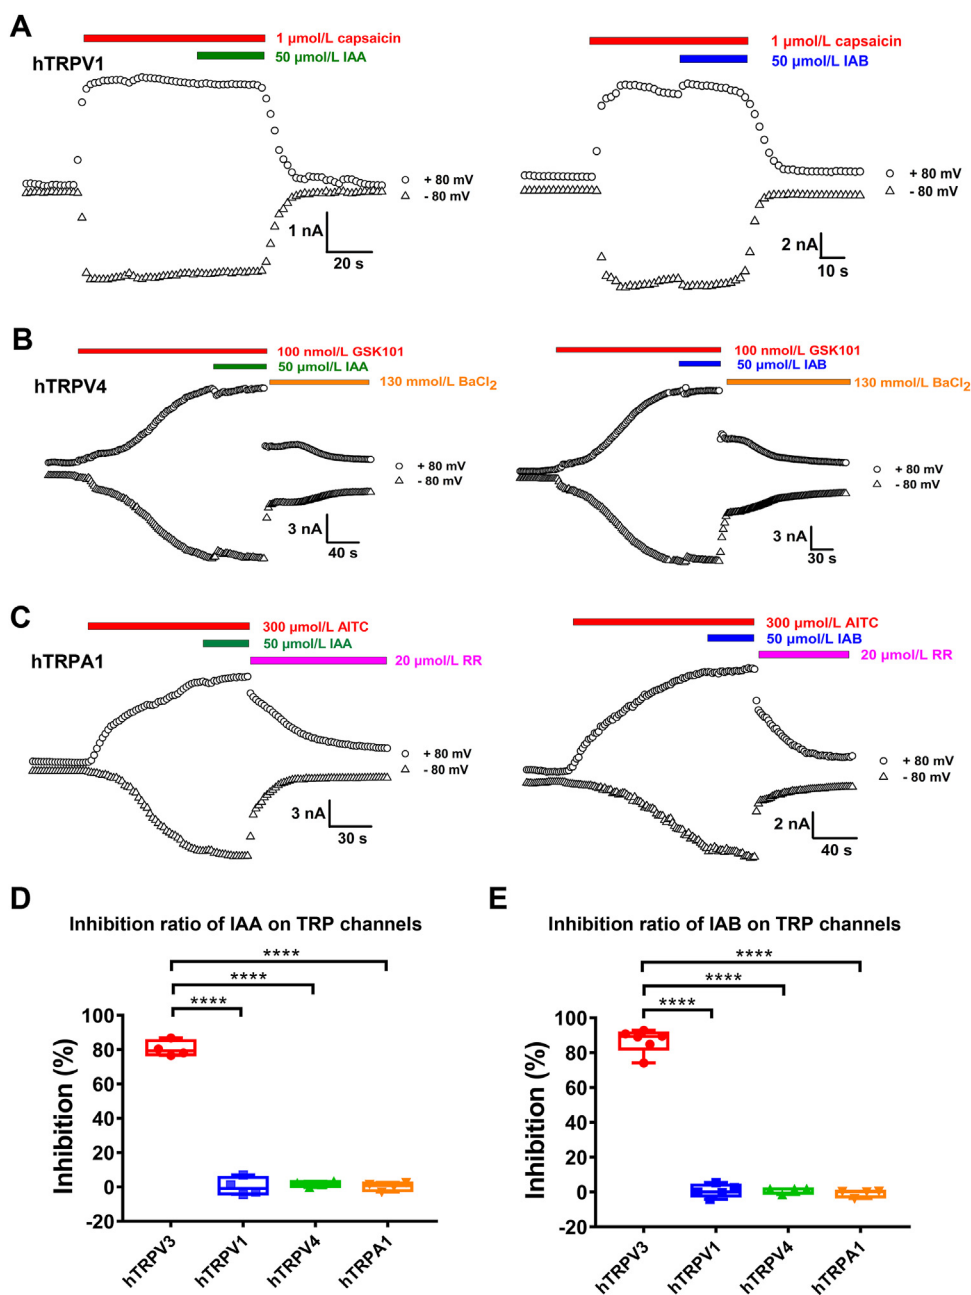 A
hTRPV1
1 µmol/L capsaicin
50 µmol/L IAA
+ 80 mV
- 80 mV
1 nA
20 s
1 µmol/L capsaicin
50 µmol/L IAB
+ 80 mV
- 80 mV
2 nA
10 s
B
hTRPV4
100 nmol/L GSK101
50 µmol/L IAA
130 mmol/L BaCl2
+ 80 mV
- 80 mV
3 nA
40 s
100 nmol/L GSK101
50 µmol/L IAB
130 mmol/L BaCl2
+ 80 mV
- 80 mV
3 nA
30 s
C
hTRPA1
300 µmol/L AITC
50 µmol/L IAA
20 µmol/L RR
+ 80 mV
- 80 mV
3 nA
30 s
300 µmol/L AITC
50 µmol/L IAB
20 µmol/L RR
+ 80 mV
- 80 mV
2 nA
40 s
D
Inhibition ratio of IAA on TRP channels
****
****
****
Inhibition (%)
100
80
60
40
20
0
-20
hTRPV3
hTRPV1
hTRPV4
hTRPA1
E
Inhibition ratio of IAB on TRP channels
****
****
****
Inhibition (%)
100
80
60
40
20
0
-20
hTRPV3
hTRPV1
hTRPV4
hTRPA1